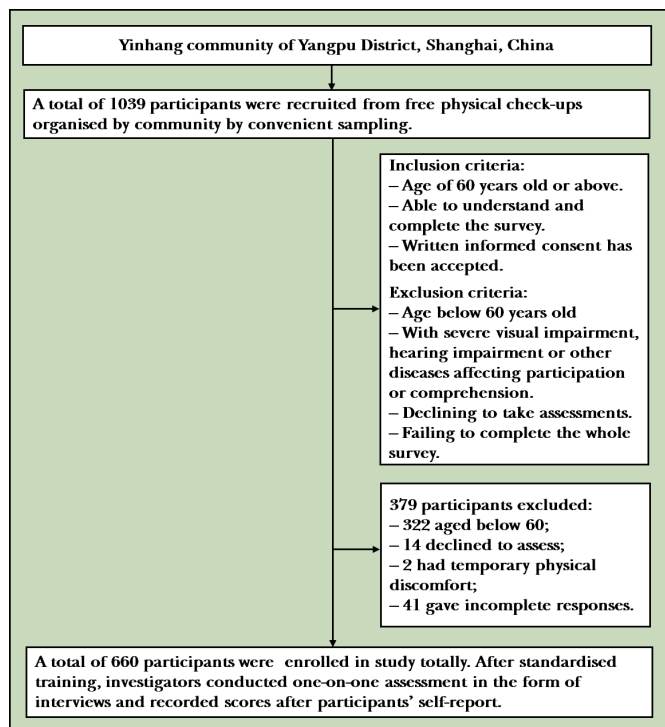 Yinhang community of Yangpu District, Shanghai, China
A total of 1039 participants were recruited from free physical check-ups
organised by community by convenient sampling.
Inclusion criteria:
– Age of 60 years old or above.
– Able to understand and
complete the survey.
– Written informed consent has
been accepted.
Exclusion criteria:
– Age below 60 years old
– With severe visual impairment,
hearing impairment or other
diseases affecting participation
or comprehension.
– Declining to take assessments.
– Failing to complete the whole
survey.
379 participants excluded:
– 322 aged below 60;
– 14 declined to assess;
– 2 had temporary physical
discomfort;
– 41 gave incomplete responses.
A total of 660 participants were enrolled in study totally. After standardised
training, investigators conducted one-on-one assessment in the form of
interviews and recorded scores after participants' self-report.